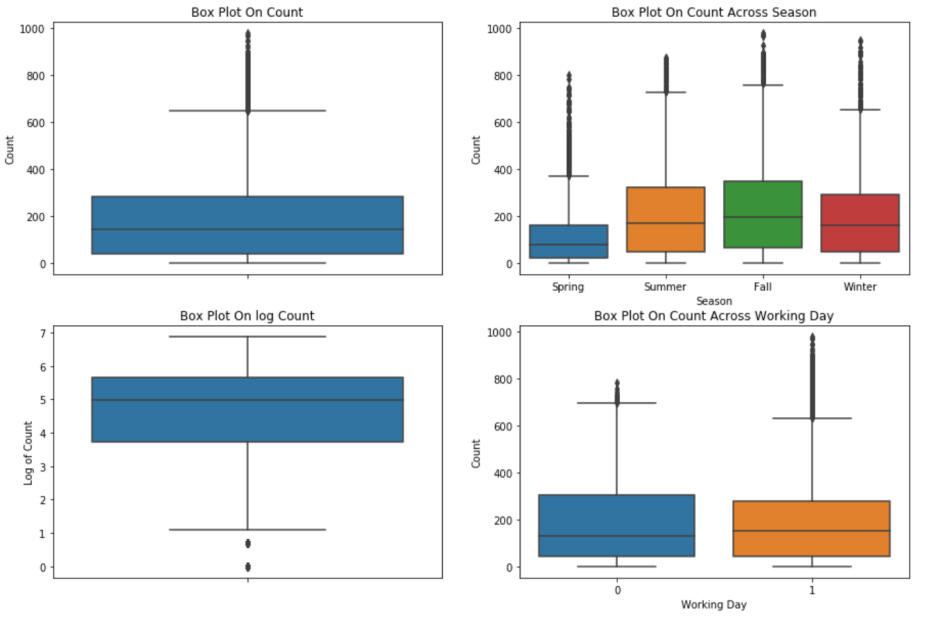 Box Plot On Count
1000
800
600
400
200
0
Count
Box Plot On Count Across Season
1000
800
600
400
200
0
Count
Spring Summer Fall Winter
Season
Box Plot On log Count
7
6
5
4
3
2
1
0
Log of Count
Box Plot On Count Across Working Day
1000
800
600
400
200
0
Count
0 1
Working Day